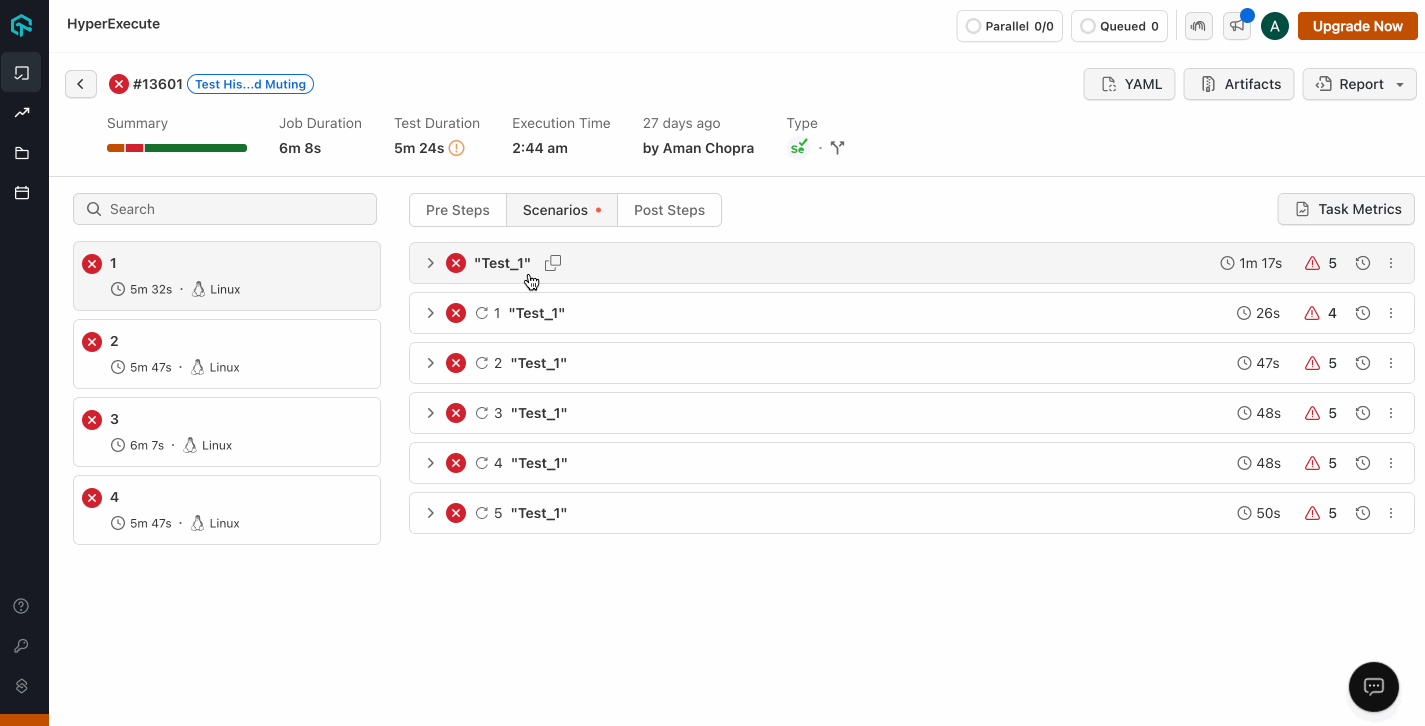 HyperExecute
Parallel 0/0
Queued 0
A
Upgrade Now
#13601 Test His...d Muting
YAML
Artifacts
Report
Summary
Job Duration
6m 8s
Test Duration
5m 24s
Execution Time
2:44 am
27 days ago
by Aman Chopra
Type
se
Search
1
5m 32s · Linux
2
5m 47s · Linux
3
6m 7s · Linux
4
5m 47s · Linux
Pre Steps
Scenarios
Post Steps
Task Metrics
"Test_1" 1m 17s 5
1 "Test_1" 26s 4
2 "Test_1" 47s 5
3 "Test_1" 48s 5
4 "Test_1" 48s 5
5 "Test_1" 50s 5